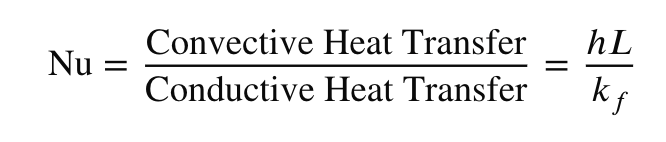 Nu = Convective Heat Transfer / Conductive Heat Transfer = hL / k_f